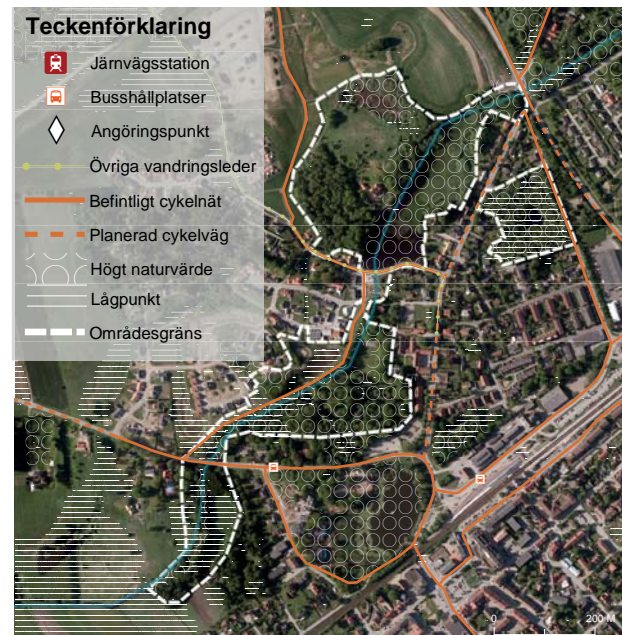 Teckenförklaring
Järnvägsstation
Busshållplatser
Angöringspunkt
Övriga vandringsleder
Befintligt cykelnät
Planerad cykelväg
Högt naturvärde
Lågpunkt
Områdesgräns
0 200 M